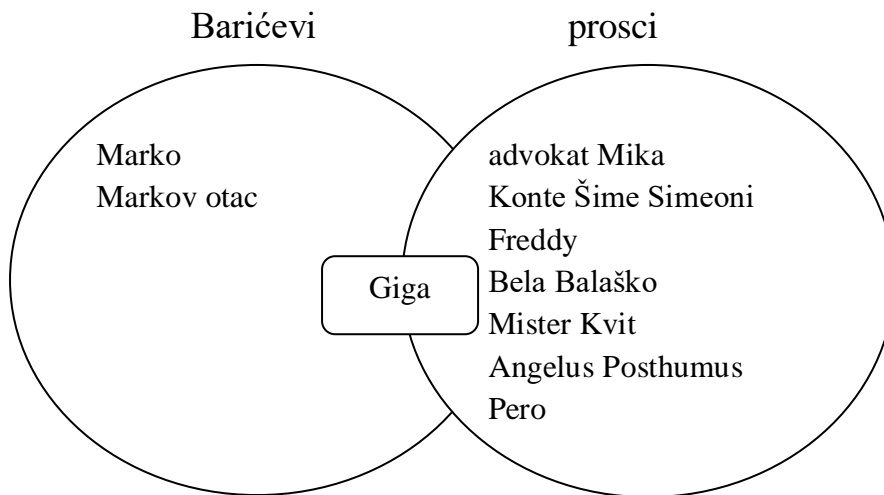 Barićevi
prosci
Marko
Markov otac
Giga
advokat Mika
Konte Šime Simeoni
Freddy
Bela Balaško
Mister Kvit
Angelus Posthumus
Pero